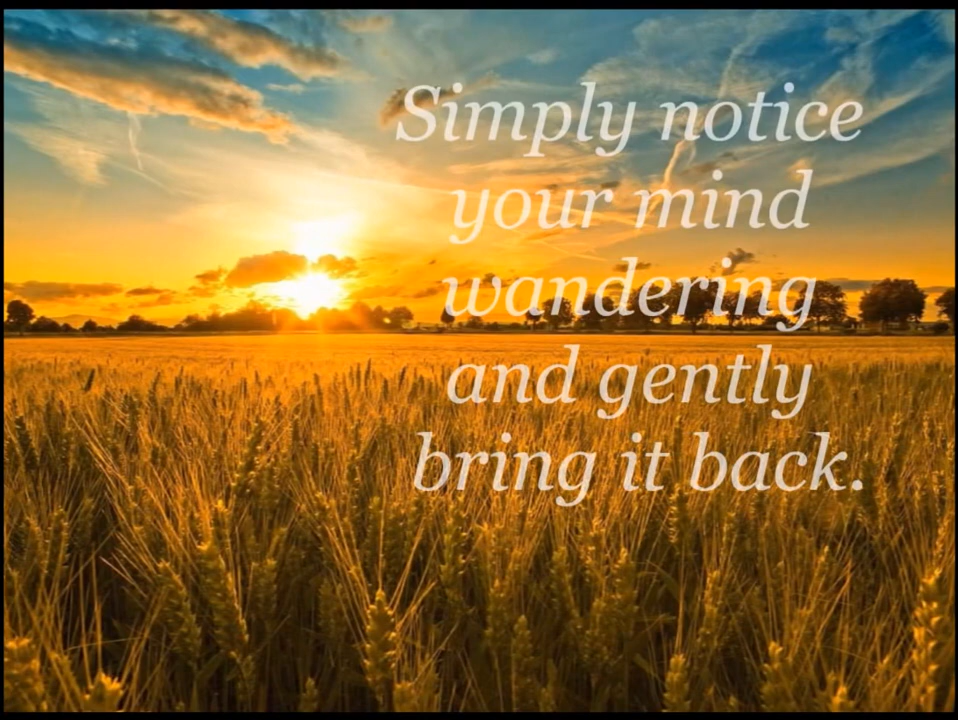 Simply notice
your mind
wandering
and gently
bring it back.